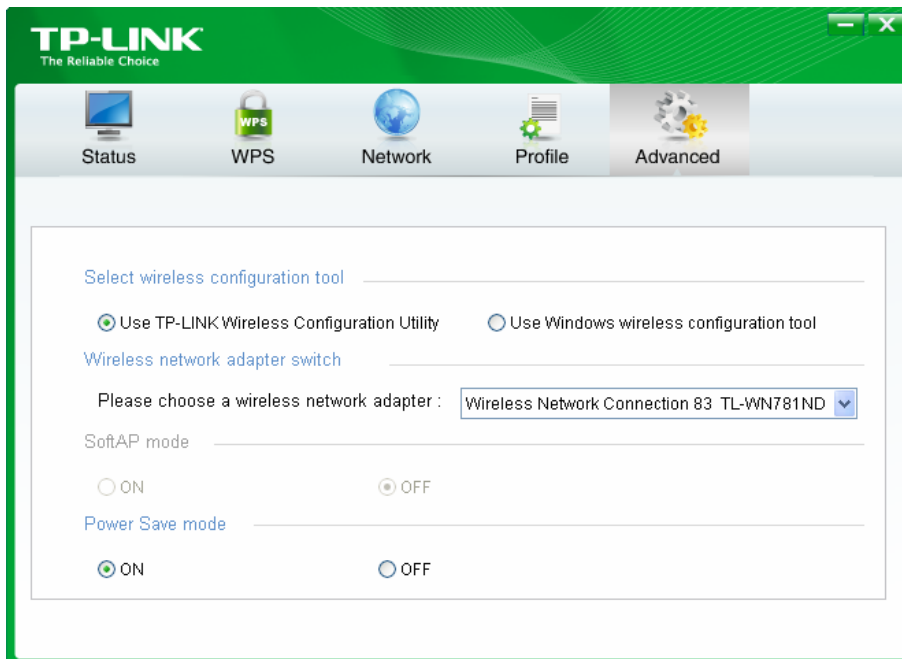 TP-LINK
The Reliable Choice
Status
WPS
WPS
Network
Profile
Advanced
Select wireless configuration tool
Use TP-LINK Wireless Configuration Utility
Use Windows wireless configuration tool
Wireless network adapter switch
Please choose a wireless network adapter :
Wireless Network Connection 83 TL-WN781ND
SoftAP mode
ON
OFF
Power Save mode
ON
OFF